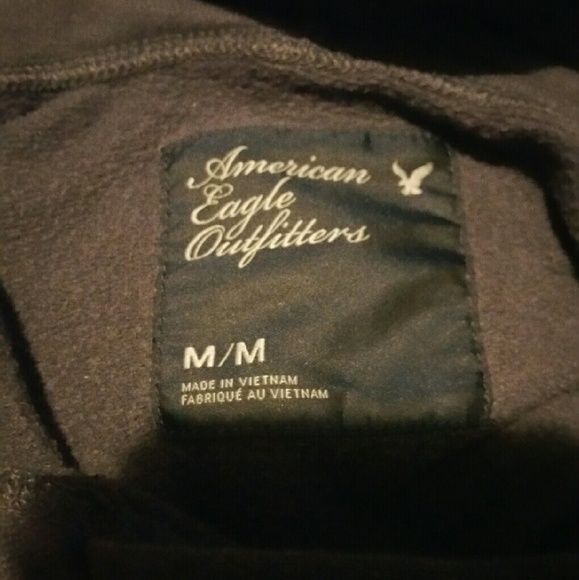 American
Eagle
Outfitters
M/M
MADE IN VIETNAM
FABRIQUÉ AU VIETNAM